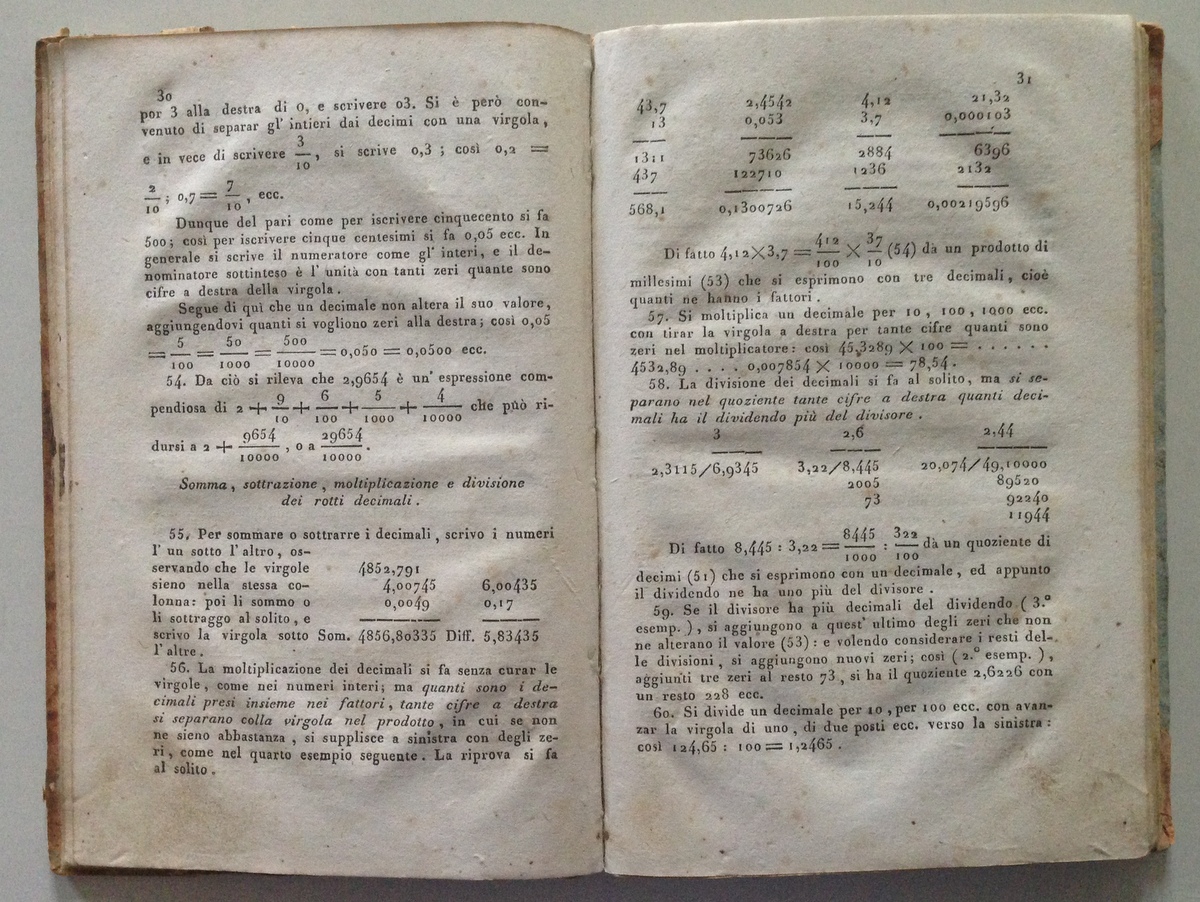 30
por 3 alla destra di 0, e scrivere 03. Si è però con-
venuto di separar gl' intieri dai decimi con una virgola,
e in vece di scrivere 3/10, si scrive 0,3 ; così 0,2 =
2/10 ; 0,7 = 7/10, ecc.
Dunque del pari come per iscrivere cinquecento si fa
500; così per iscrivere cinque centesimi si fa 0,05 ecc. In
generale si scrive il numeratore come gl' interi, e il de-
nominatore sottinteso è l' unità con tanti zeri quante sono
cifre a destra della virgola.
Segue di quì che un decimale non altera il suo valore,
aggiungendovi quanti si vogliono zeri alla destra; così 0,05
= 5/100 = 50/1000 = 500/10000 = 0,050 = 0,0500 ecc.
54. Da ciò si rileva che 2,9654 è un' espressione com-
pendiosa di 2 + 9/10 + 6/100 + 5/1000 + 4/10000 che può ri-
dursi a 2 + 9654/10000, o a 29654/10000.
Somma, sottrazione, moltiplicazione e divisione
dei rotti decimali.
55. Per sommare o sottrarre i decimali, scrivo i numeri
l' un sotto l' altro, os-
servando che le virgole 4852,791
sieno nella stessa co- 4,00745 6,00435
lonna: poi li sommo o 0,0049 0,17
li sottraggo al solito, e
scrivo la virgola sotto Som. 4856,80335 Diff. 5,83435
l' altre.
56. La moltiplicazione dei decimali si fa senza curar le
virgole, come nei numeri interi; ma quanti sono i de-
cimali presi insieme nei fattori, tante cifre a destra
si separano colla virgola nel prodotto, in cui se non
ne sieno abbastanza, si supplisce a sinistra con degli ze-
ri, come nel quarto esempio seguente. La riprova si fa
al solito.
31
43,7 2,4542 4,12 21,32
13 0,053 3,7 0,000103
1311 73626 2884 6396
437 122710 1236 2132
568,1 0,1300726 15,244 0,00219596
Di fatto 4,12×3,7 = 412/100 × 37/10 (54) dà un prodotto di
millesimi (53) che si esprimono con tre decimali, cioè
quanti ne hanno i fattori.
57. Si moltiplica un decimale per 10, 100, 1000 ecc.
con tirar la virgola a destra per tante cifre quanti sono
zeri nel moltiplicatore: così 45,3289 × 100 = . . . . . .
4532,89 . . . . 0,007854 × 10000 = 78,54.
58. La divisione dei decimali si fa al solito, ma si se-
parano nel quoziente tante cifre a destra quanti deci-
mali ha il dividendo più del divisore.
3 2,6 2,44
2,3115/6,9345 3,22/8,445 20,074/49,10000
2005 89520
73 92240
11944
Di fatto 8,445 : 3,22 = 8445/1000 : 322/100 dà un quoziente di
decimi (51) che si esprimono con un decimale, ed appunto
il dividendo ne ha uno più del divisore.
59. Se il divisore ha più decimali del dividendo ( 3.°
esemp. ), si aggiungono a quest' ultimo degli zeri che non
ne alterano il valore (53) : e volendo considerare i resti del-
le divisioni, si aggiungono nuovi zeri; così ( 2.° esemp. ),
aggiunti tre zeri al resto 73, si ha il quoziente 2,6226 con
un resto 228 ecc.
60. Si divide un decimale per 10, per 100 ecc. con avan-
zar la virgola di uno, di due posti ecc. verso la sinistra :
così 124,65 : 100 = 1,2465.